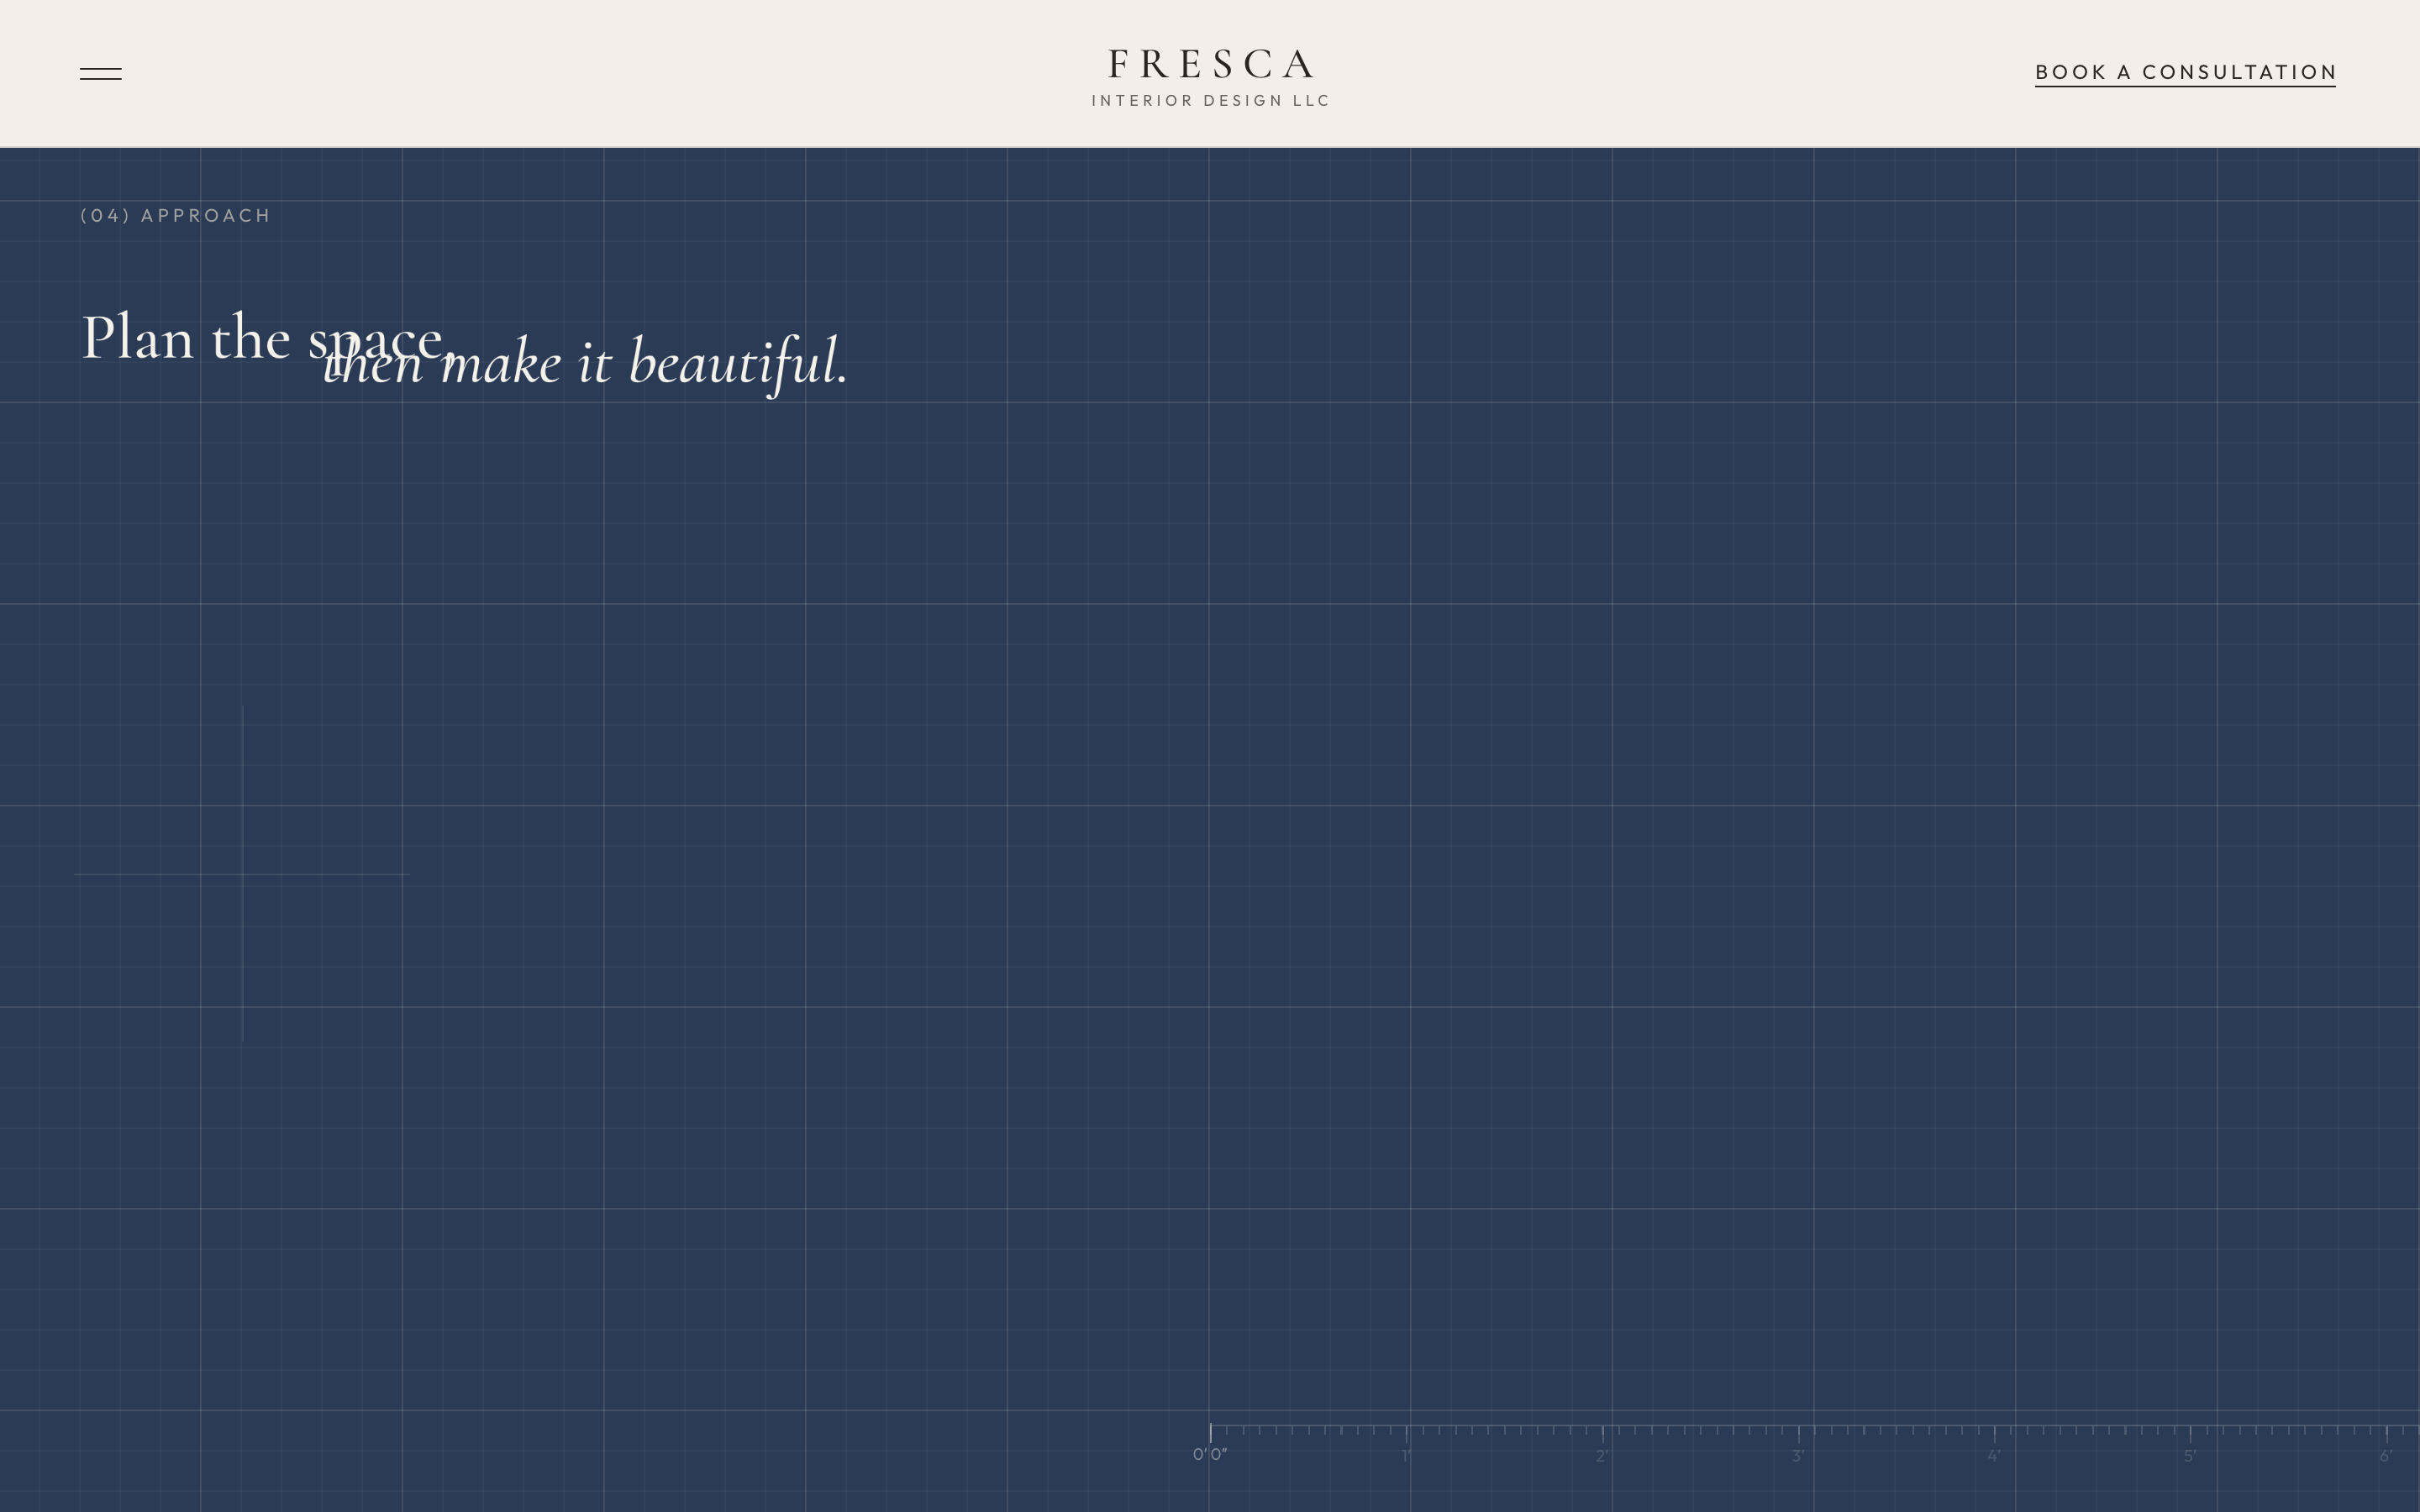 FRESCA
INTERIOR DESIGN LLC
BOOK A CONSULTATION
(04) APPROACH
Plan the space,
then make it beautiful.
0'0" 1' 2' 3' 4' 5' 6'